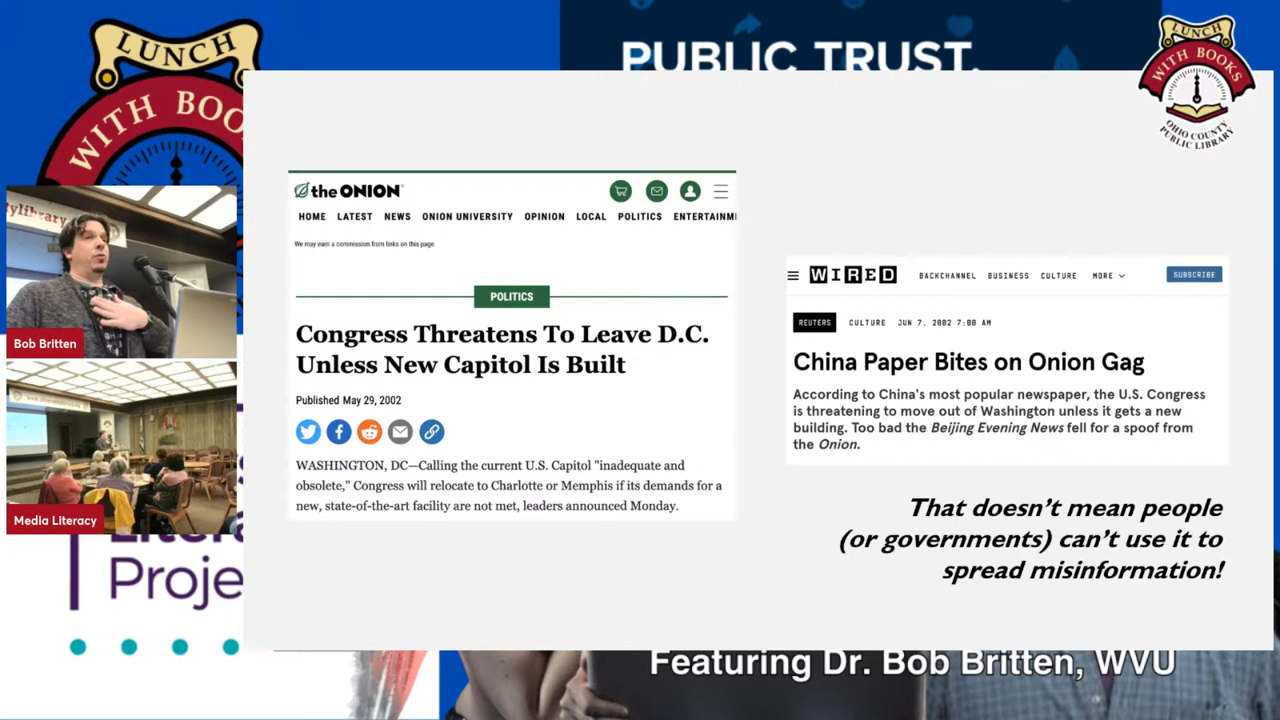 LUNCH
WITH BOO
PUBLIC TRUST.
LUNCH
WITH BOOKS
OHIO COUNTY
PUBLIC LIBRARY
ylibrary
Bob Britten
Media Literacy
the ONION
HOME LATEST NEWS ONION UNIVERSITY OPINION LOCAL POLITICS ENTERTAINM
We may earn a commission from links on this page.
POLITICS
Congress Threatens To Leave D.C.
Unless New Capitol Is Built
Published May 29, 2002
WASHINGTON, DC—Calling the current U.S. Capitol "inadequate and
obsolete," Congress will relocate to Charlotte or Memphis if its demands for a
new, state-of-the-art facility are not met, leaders announced Monday.
WIRED BACKCHANNEL BUSINESS CULTURE MORE SUBSCRIBE
REUTERS CULTURE JUN 7, 2002 7:00 AM
China Paper Bites on Onion Gag
According to China's most popular newspaper, the U.S. Congress
is threatening to move out of Washington unless it gets a new
building. Too bad the Beijing Evening News fell for a spoof from
the Onion.
That doesn't mean people
(or governments) can't use it to
spread misinformation!
Litera
Proje
Featuring Dr. Bob Britten, WVU